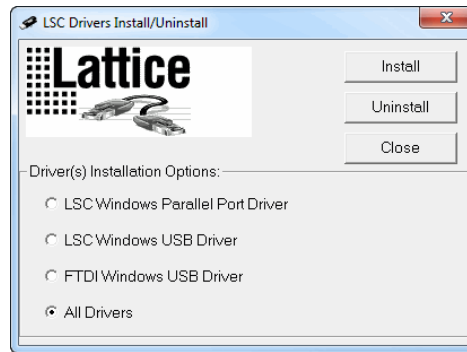 LSC Drivers Install/Uninstall
Lattice
Install
Uninstall
Close
Driver(s) Installation Options:
LSC Windows Parallel Port Driver
LSC Windows USB Driver
FTDI Windows USB Driver
All Drivers